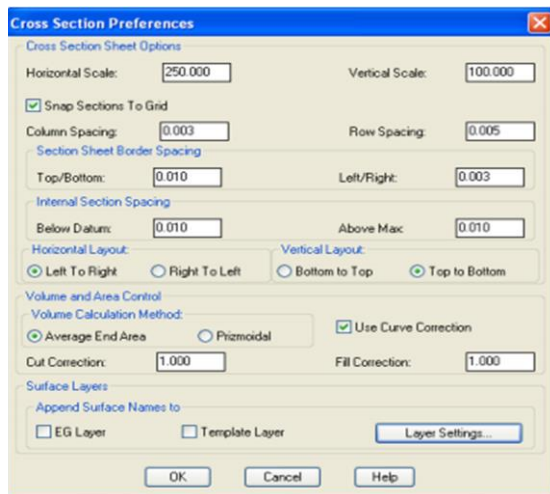 Cross Section Preferences
Cross Section Sheet Options
Horizontal Scale: 250.000 Vertical Scale: 100.000
Snap Sections To Grid
Column Spacing: 0.003 Row Spacing: 0.005
Section Sheet Border Spacing
Top/Bottom: 0.010 Left/Right: 0.003
Internal Section Spacing
Below Datum: 0.010 Above Max: 0.010
Horizontal Layout: Vertical Layout:
Left To Right Right To Left Bottom to Top Top to Bottom
Volume and Area Control
Volume Calculation Method:
Average End Area Prizmoidal Use Curve Correction
Cut Correction: 1.000 Fill Correction: 1.000
Surface Layers
Append Surface Names to
EG Layer Template Layer Layer Settings...
OK Cancel Help